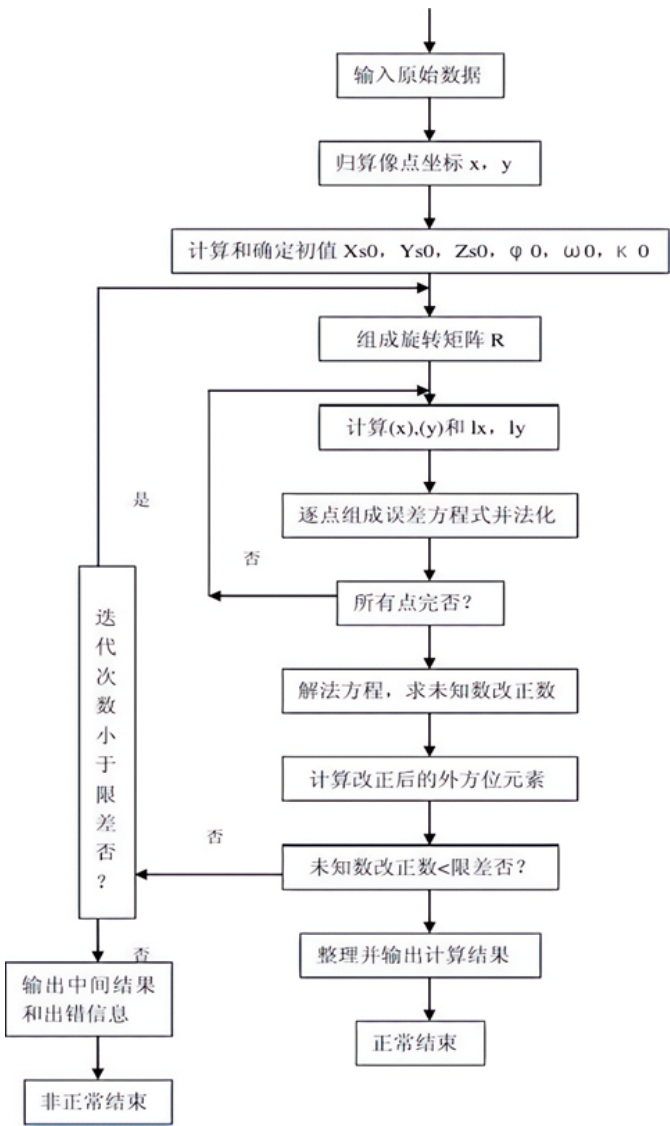 输入原始数据
归算像点坐标 x，y
计算和确定初值 Xs0，Ys0，Zs0，φ0，ω0，κ0
组成旋转矩阵 R
计算(x),(y)和 lx，ly
是
逐点组成误差方程式并法化
否
所有点完否？
迭代次数小于限差否？
解法方程，求未知数改正数
计算改正后的外方位元素
否
未知数改正数<限差否？
整理并输出计算结果
否
输出中间结果
和出错信息
正常结束
非正常结束